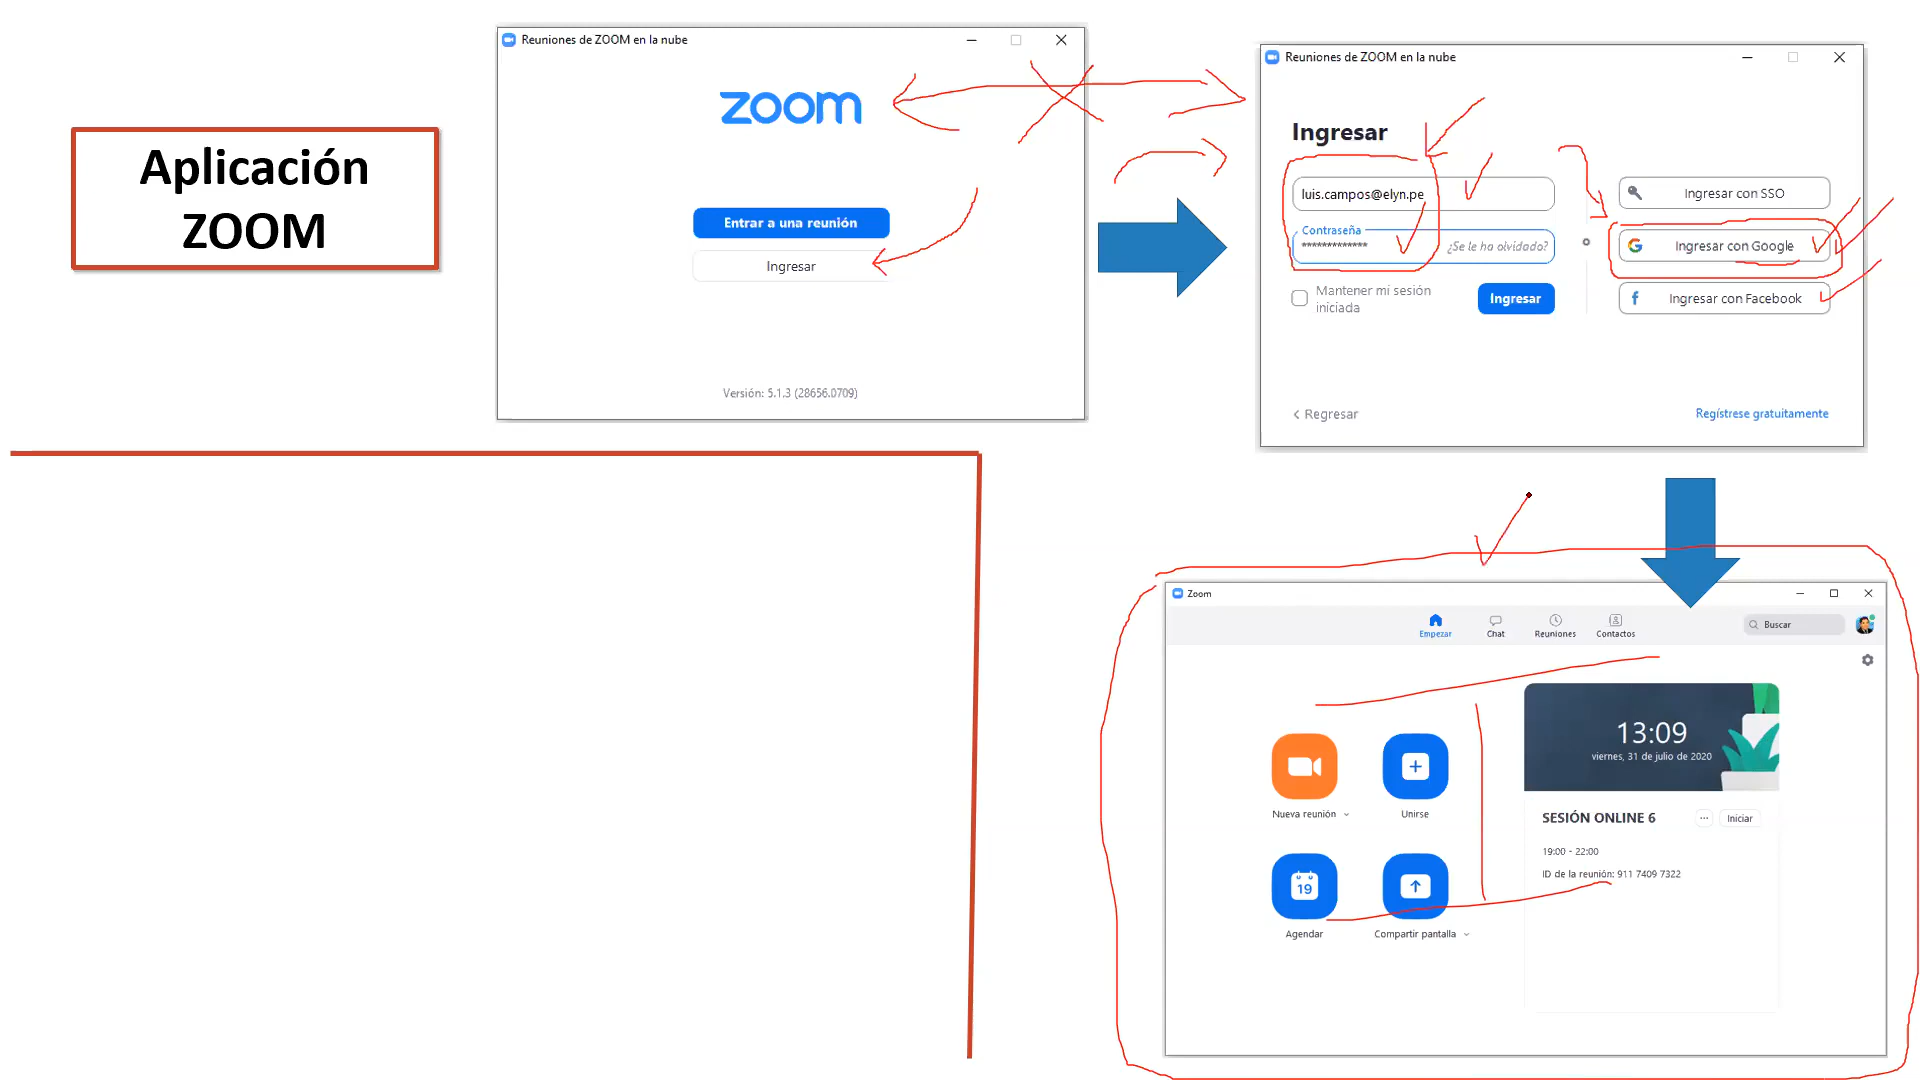 Aplicación
ZOOM
Reuniones de ZOOM en la nube
zoom
Entrar a una reunión
Ingresar
Versión: 5.1.3 (28656.0709)
Reuniones de ZOOM en la nube
Ingresar
luis.campos@elyn.pe
Contraseña
************* ¿Se le ha olvidado?
Mantener mi sesión
iniciada
Ingresar
Ingresar con SSO
Ingresar con Google
Ingresar con Facebook
Regresar
Regístrese gratuitamente
Zoom
Empezar
Chat
Reuniones
Contactos
Buscar
Nueva reunión
Unirse
19
Agendar
Compartir pantalla
13:09
viernes, 31 de julio de 2020
SESIÓN ONLINE 6
Iniciar
19:00 - 22:00
ID de la reunión: 911 7409 7322